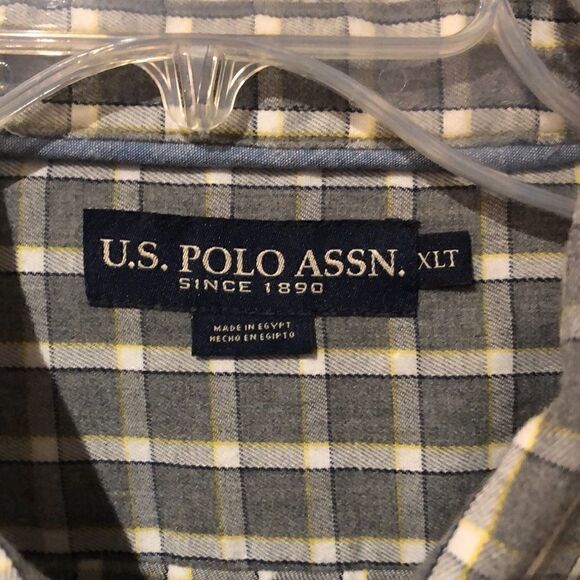 U.S. POLO ASSN.
SINCE 1890
XLT
MADE IN EGYPT
HECHO EN EGIPTO